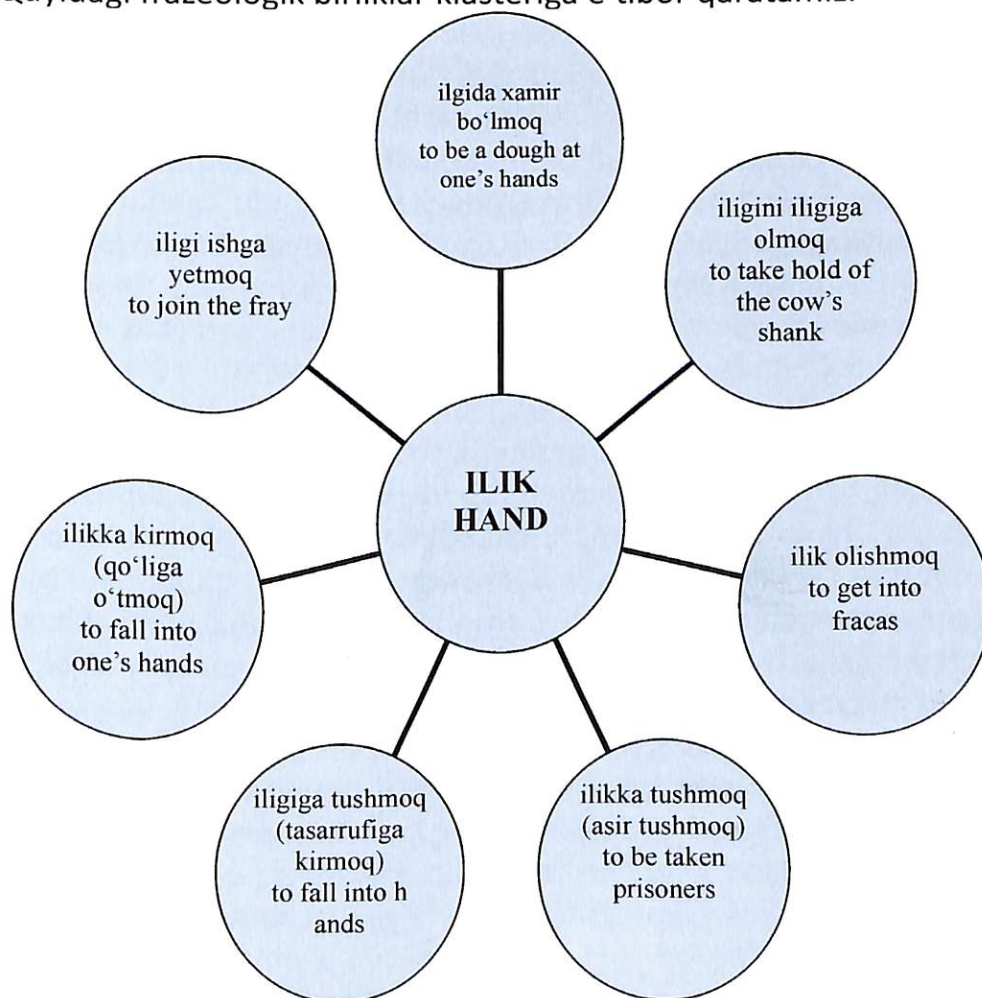 Quyidagi frazeologik birliklar klasteriga e'tibor qaratamiz:
ilgida xamir
bo‘lmoq
to be a dough at
one’s hands
iligi ishga
yetmoq
to join the fray
iligini iligiga
olmoq
to take hold of
the cow’s
shank
ILIK
HAND
ilikka kirmoq
(qo‘liga
o‘tmoq)
to fall into
one’s hands
ilik olishmoq
to get into
fracas
iligiga tushmoq
(tasarrufiga
kirmoq)
to fall into h
ands
ilikka tushmoq
(asir tushmoq)
to be taken
prisoners